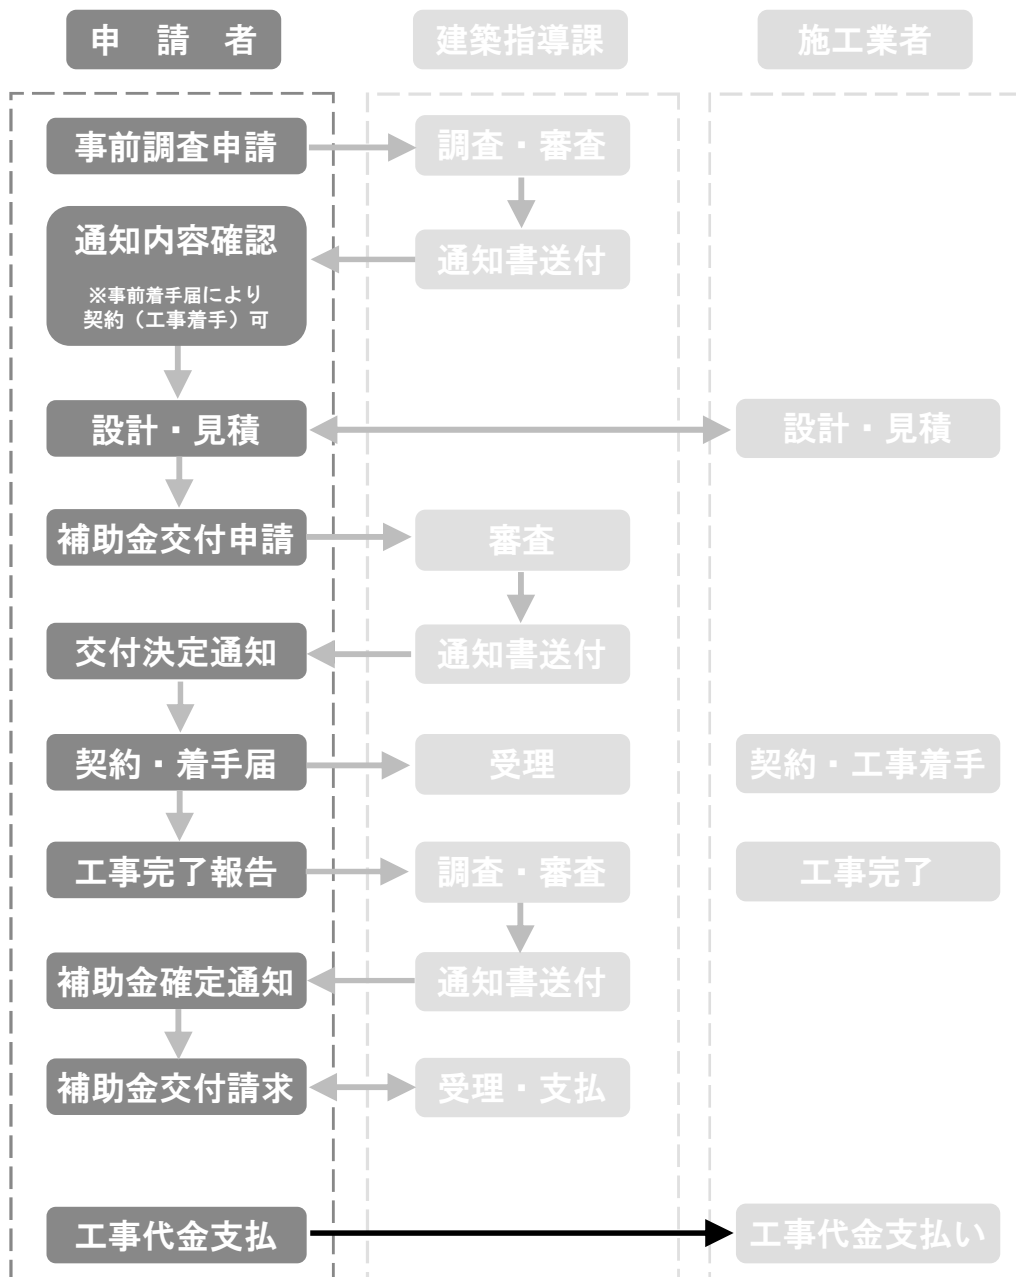 申 請 者
建築指導課
施工業者
事前調査申請
調査・審査
通知内容確認
※事前着手届により
契約（工事着手）可
通知書送付
設計・見積
設計・見積
補助金交付申請
審査
交付決定通知
通知書送付
契約・着手届
受理
契約・工事着手
工事完了報告
調査・審査
工事完了
補助金確定通知
通知書送付
補助金交付請求
受理・支払
工事代金支払
工事代金支払い